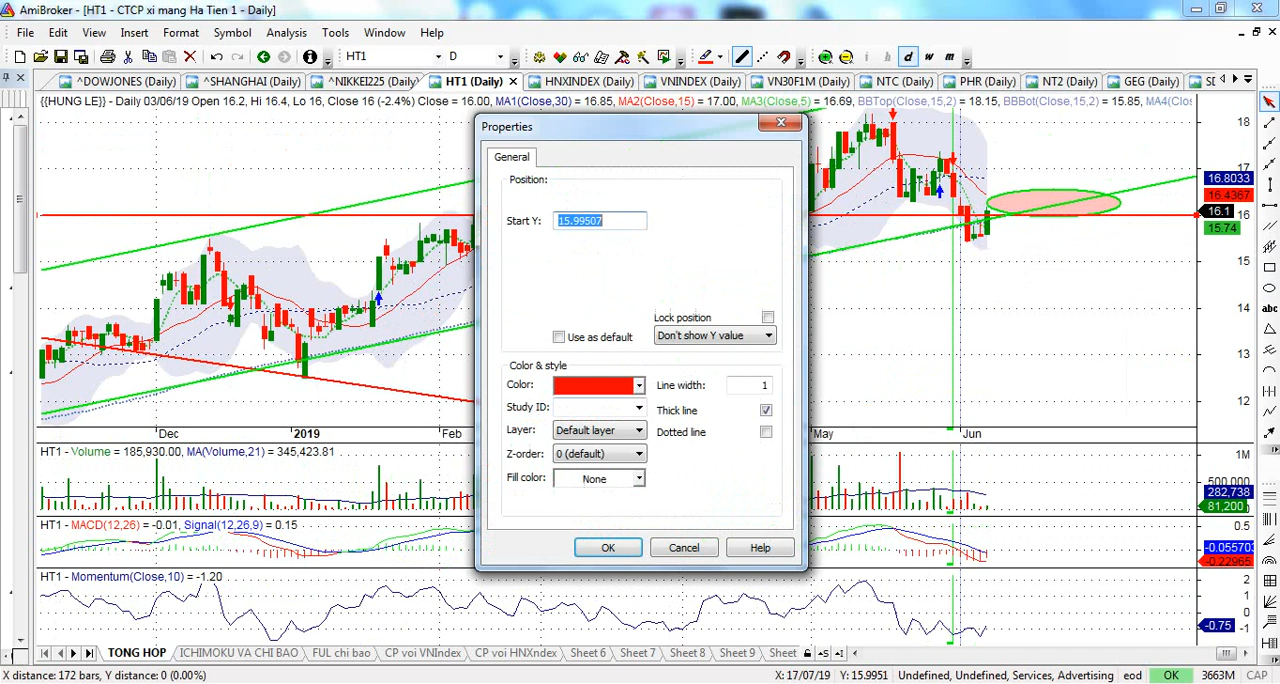 AmiBroker - [HT1 - CTCP xi mang Ha Tien 1 - Daily]
File Edit View Insert Format Symbol Analysis Tools Window Help
HT1 D i h d w m
^DOWJONES (Daily) ^SHANGHAI (Daily) ^NIKKEI225 (Daily) HT1 (Daily) HNXINDEX (Daily) VNINDEX (Daily) VN30F1M (Daily) NTC (Daily) PHR (Daily) NT2 (Daily) GEG (Daily)
{{HUNG LE}} - Daily 03/06/19 Open 16.2, Hi 16.4, Lo 16, Close 16 (-2.4%) Close = 16.00, MA1(Close,30) = 16.85, MA2(Close,15) = 17.00, MA3(Close,5) = 16.69, BBTop(Close,15,2) = 18.15, BBBot(Close,15,2) = 15.85, MA4(Clos
18
17
16.8033
16.4367
16.1
16
15.74
15
14
13
12
Properties
General
Position:
Start Y: 15.99507
Lock position
Use as default Don't show Y value
Color & style
Color: Line width: 1
Study ID: Thick line
Layer: Default layer Dotted line
Z-order: 0 (default)
Fill color: None
OK Cancel Help
Dec 2019 Feb May Jun
HT1 - Volume = 185,930.00, MA(Volume,21) = 345,423.81
1M
500,000
282,738
81,200
HT1 - MACD(12,26) = -0.01, Signal(12,26,9) = 0.15
0.5
-0.05570
-0.22965
HT1 - Momentum(Close,10) = -1.20
2
1
0
-0.75
-1
TONG HOP ICHIMOKU VA CHI BAO FUL chi bao CP voi VNIndex CP voi HNXndex Sheet 6 Sheet 7 Sheet 8 Sheet 9 Sheet
X distance: 172 bars, Y distance: 0 (0.00%) X: 17/07/19 Y: 15.9951 Undefined, Undefined, Services, Advertising eod OK 3663M CAP
abc